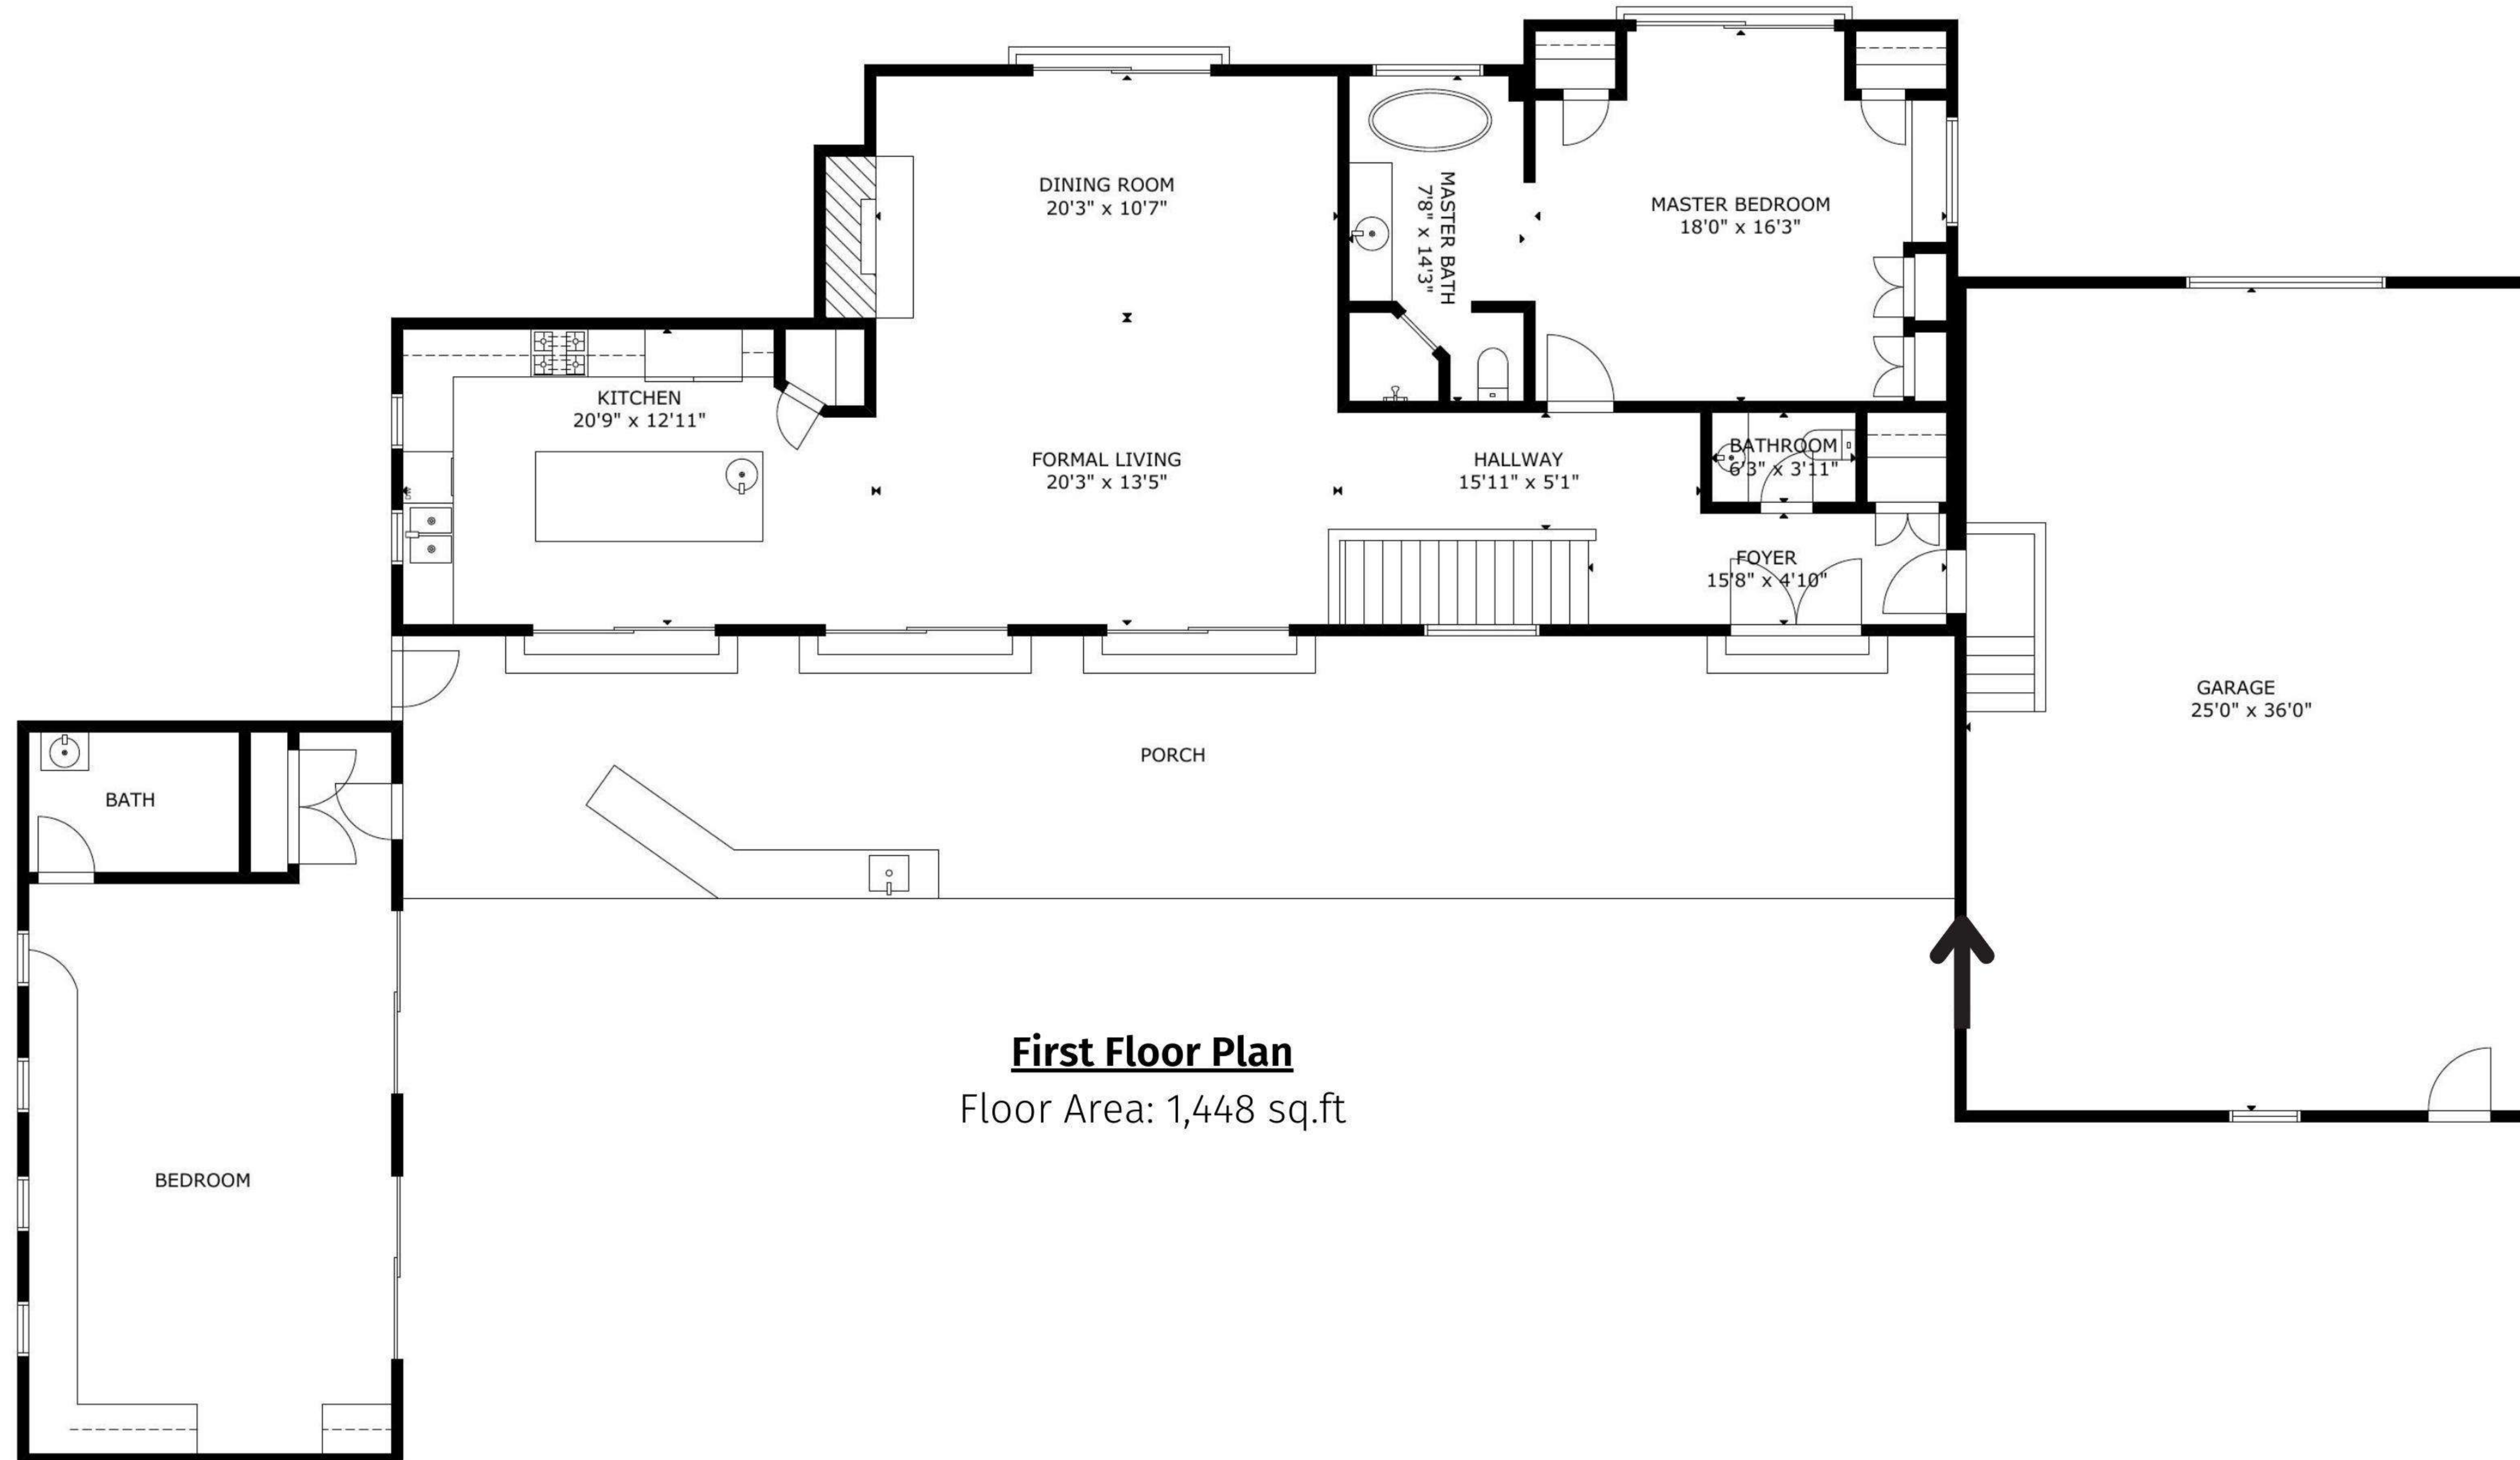 DINING ROOM
20'3" x 10'7"
MASTER BATH
7'8" x 14'3"
MASTER BEDROOM
18'0" x 16'3"
KITCHEN
20'9" x 12'11"
FORMAL LIVING
20'3" x 13'5"
HALLWAY
15'11" x 5'1"
BATHROOM
6'3" x 3'11"
FOYER
15'8" x 4'10"
GARAGE
25'0" x 36'0"
PORCH
BATH
BEDROOM
First Floor Plan
Floor Area: 1,448 sq.ft